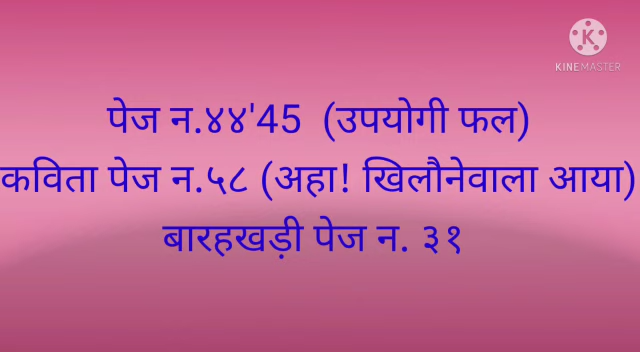 K
KINEMASTER
पेज न.४४'45 (उपयोगी फल)
कविता पेज न.५८ (अहा! खिलौनेवाला आया)
बारहखड़ी पेज न. ३१